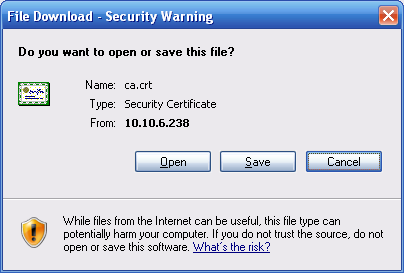 File Download - Security Warning
Do you want to open or save this file?
Name: ca.crt
Type: Security Certificate
From: 10.10.6.238
Open Save Cancel
While files from the Internet can be useful, this file type can
potentially harm your computer. If you do not trust the source, do not
open or save this software. What's the risk?